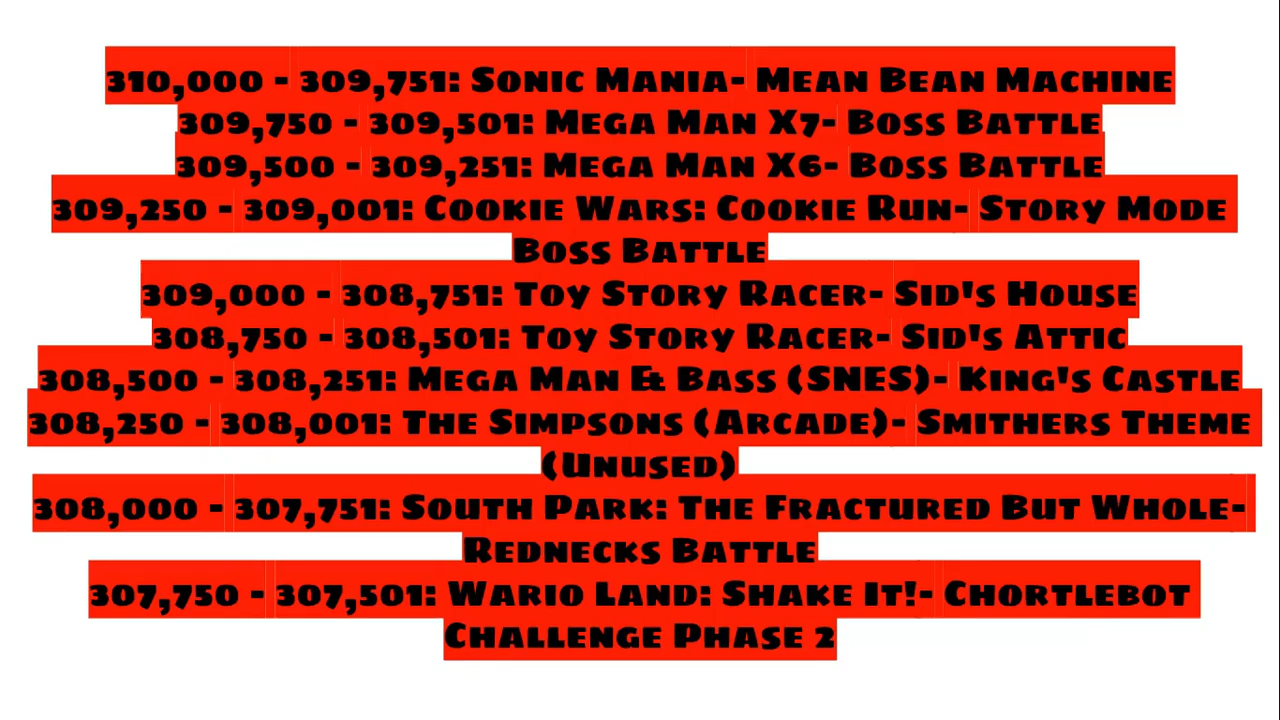 310,000 - 309,751: Sonic Mania- Mean Bean Machine
309,750 - 309,501: Mega Man X7- Boss Battle
309,500 - 309,251: Mega Man X6- Boss Battle
309,250 - 309,001: Cookie Wars: Cookie Run- Story Mode
Boss Battle
309,000 - 308,751: Toy Story Racer- Sid's House
308,750 - 308,501: Toy Story Racer- Sid's Attic
308,500 - 308,251: Mega Man & Bass (SNES)- King's Castle
308,250 - 308,001: The Simpsons (Arcade)- Smithers Theme
(Unused)
308,000 - 307,751: South Park: The Fractured But Whole-
Rednecks Battle
307,750 - 307,501: Wario Land: Shake It!- Chortlebot
Challenge Phase 2